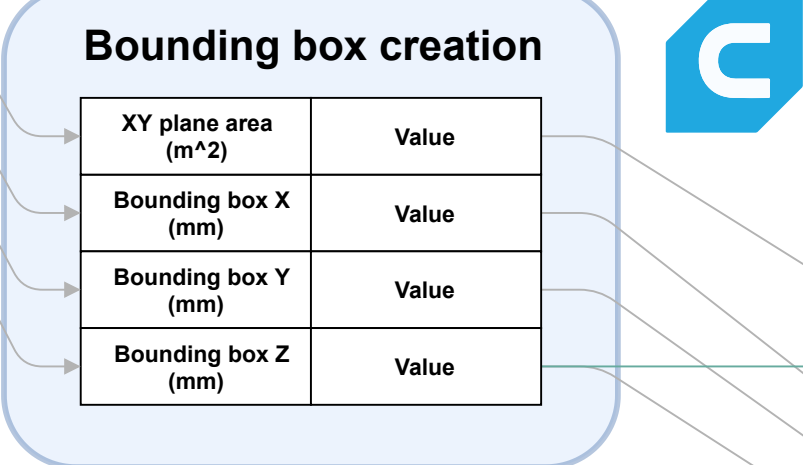 Bounding box creation
XY plane area
(m^2)
Value
Bounding box X
(mm)
Value
Bounding box Y
(mm)
Value
Bounding box Z
(mm)
Value
C